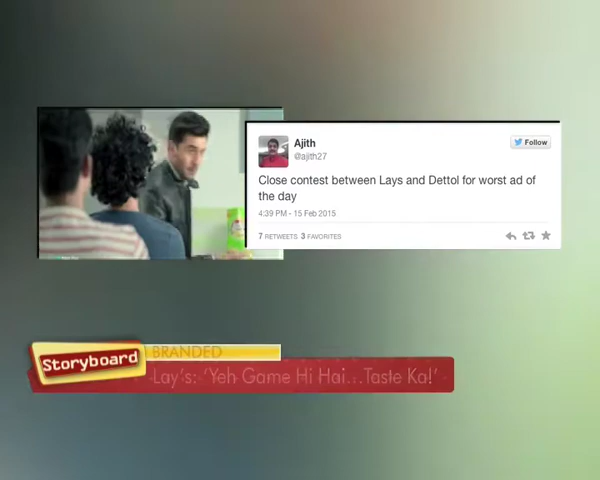 Ajith
Follow
@ajith27
Close contest between Lays and Dettol for worst ad of
the day
4:39 PM - 15 Feb 2015
7 RETWEETS 3 FAVORITES
Storyboard
BRANDED
Lay's: 'Yeh Game Hi Hai...Taste Ka!'